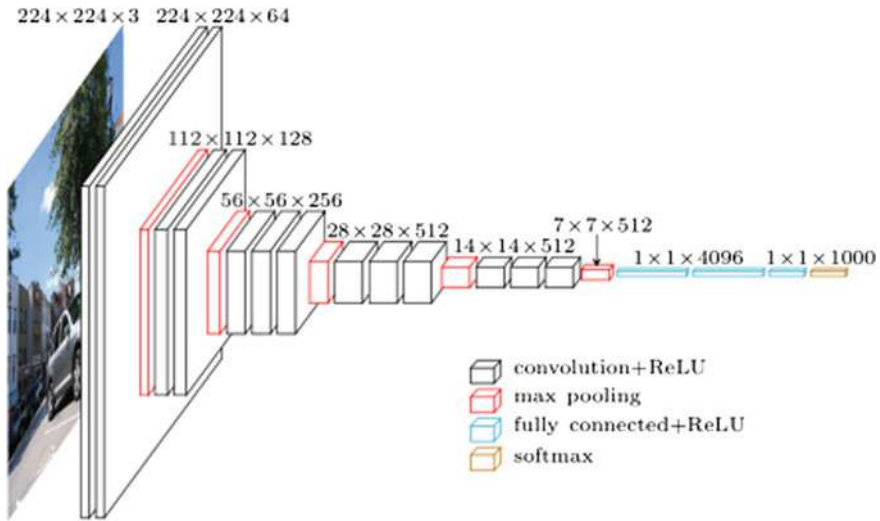 224×224×3
224×224×64
112×112×128
56×56×256
28×28×512
14×14×512
7×7×512
1×1×4096
1×1×1000
convolution+ReLU
max pooling
fully connected+ReLU
softmax